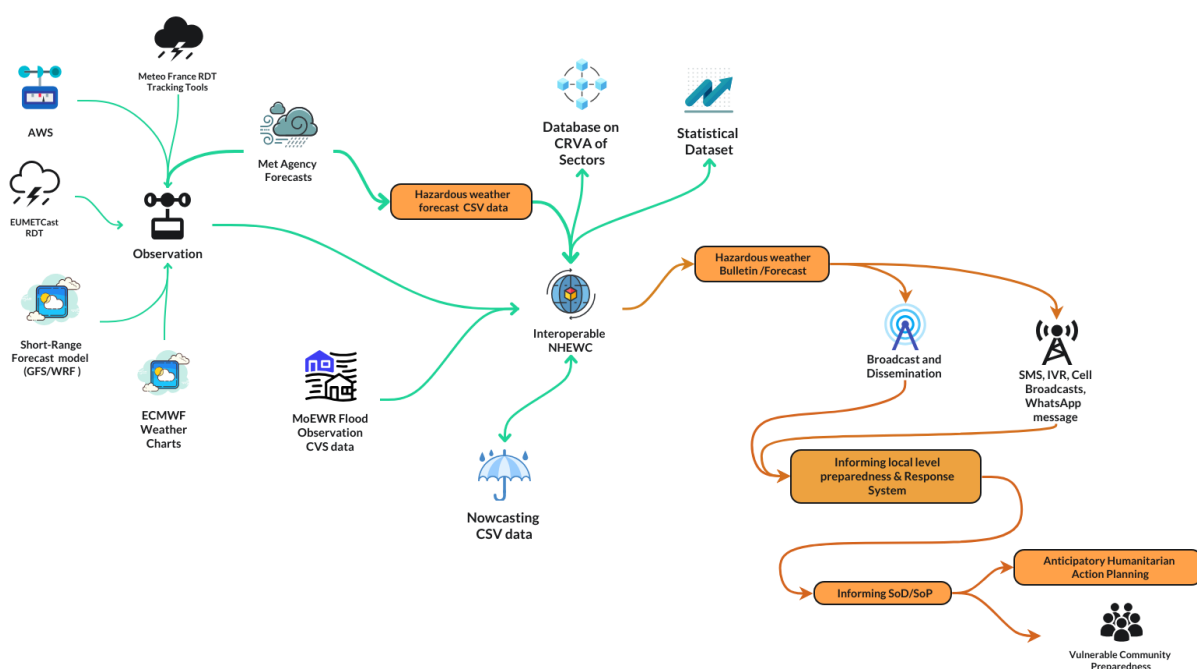 Meteo France RDT
Tracking Tools
AWS
Met Agency
Forecasts
Database on
CRVA of
Sectors
Statistical
Dataset
Hazardous weather
forecast CSV data
EUMETCast
RDT
Observation
Hazardous weather
Bulletin /Forecast
Interoperable
NHEWC
Short-Range
Forecast model
(GFS/WRF )
Broadcast and
Dissemination
SMS, IVR, Cell
Broadcasts,
WhatsApp
message
ECMWF
Weather
Charts
MoEWR Flood
Observation
CVS data
Informing local level
preparedness & Response
System
Nowcasting
CSV data
Anticipatory Humanitarian
Action Planning
Informing SoD/SoP
Vulnerable Community
Preparedness